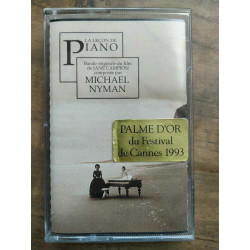 LA LEÇON DE
PIANO
Bande originale du film
de JANE CAMPION
composée par
MICHAEL
NYMAN
PALME D'OR
du Festival
de Cannes 1993